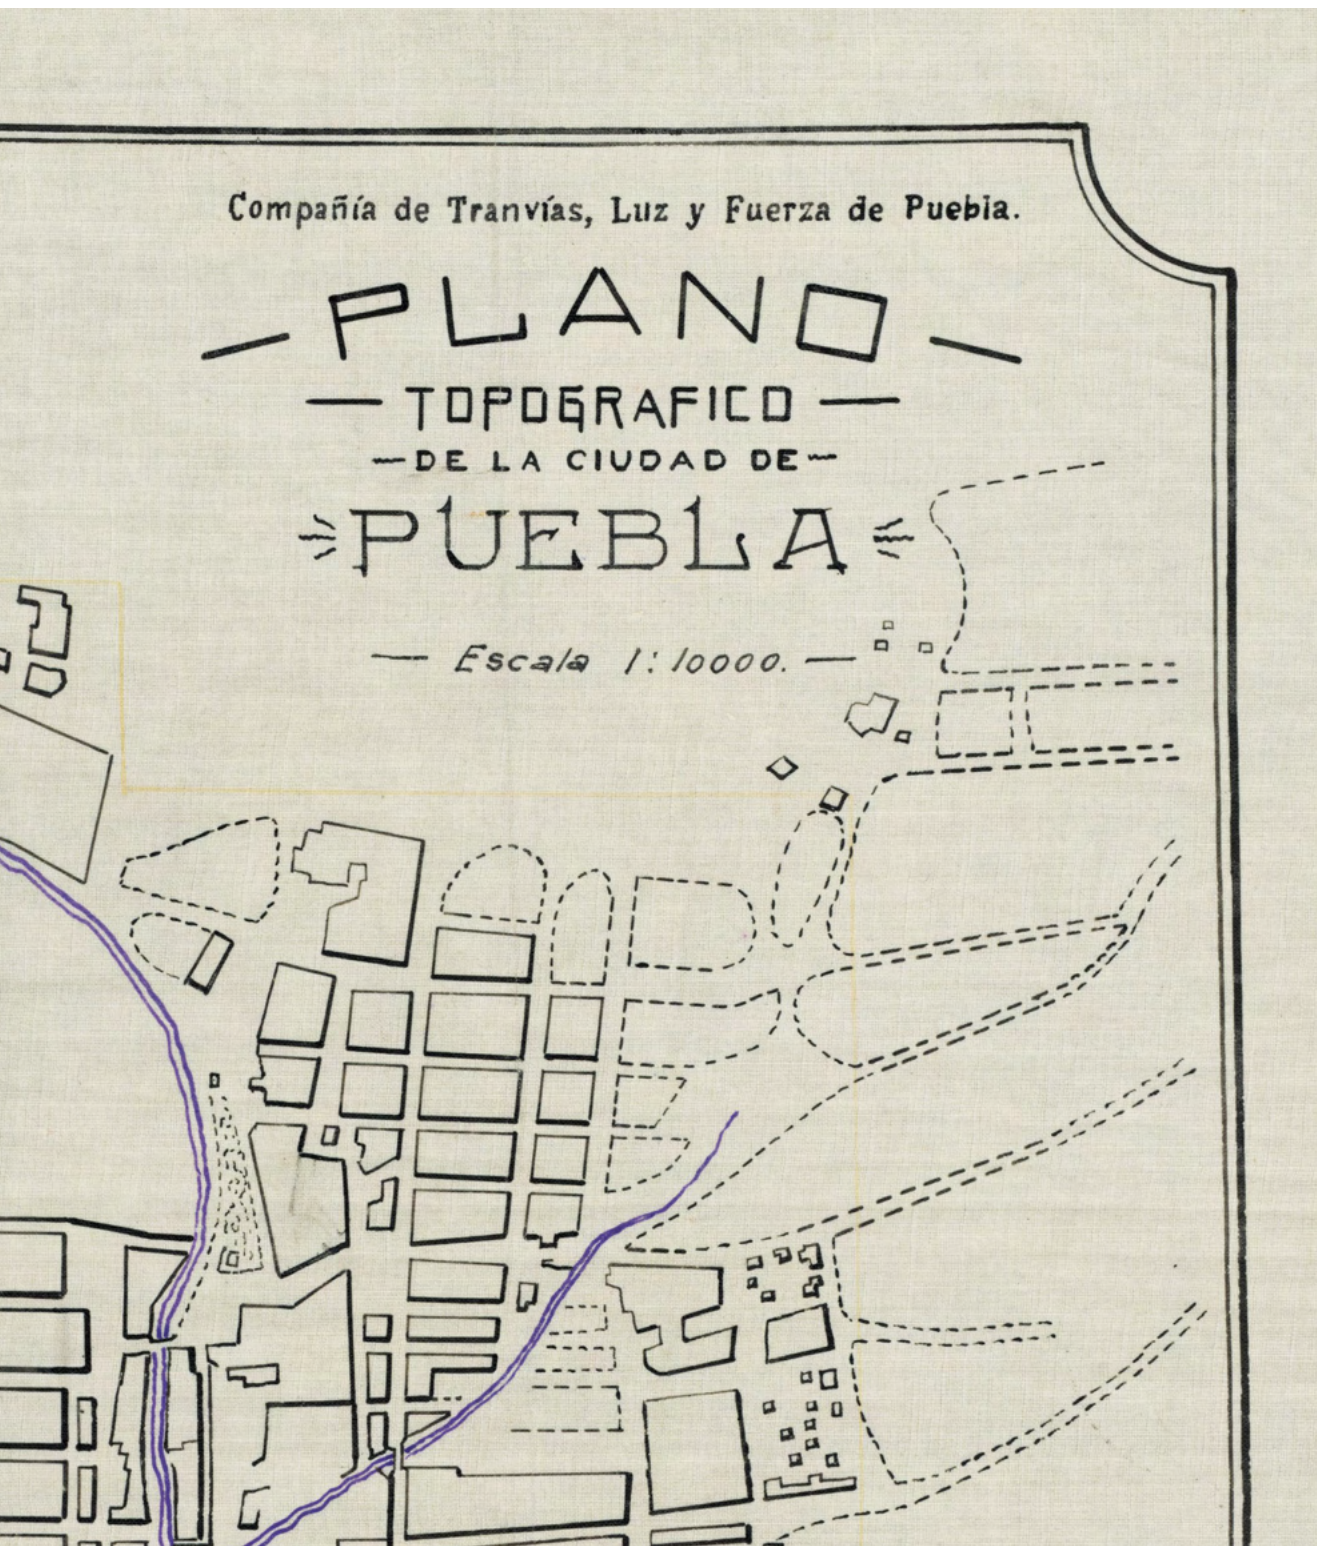 Compañía de Tranvías, Luz y Fuerza de Puebla.
— PLANO —
— TOPOGRAFICO —
— DE LA CIUDAD DE —
PUEBLA
— Escala 1:10000. —